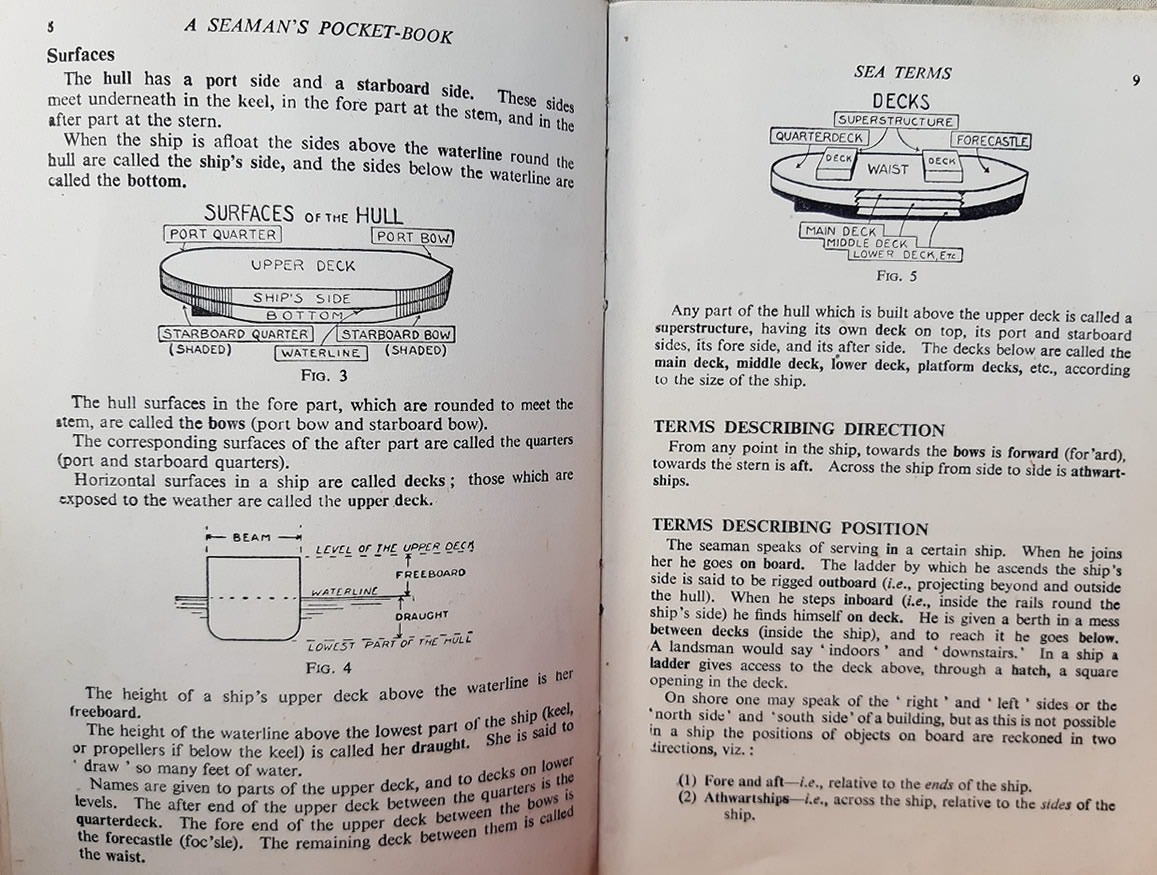 8
A SEAMAN'S POCKET-BOOK
Surfaces
The hull has a port side and a starboard side. These sides
meet underneath in the keel, in the fore part at the stem, and in the
after part at the stern.
When the ship is afloat the sides above the waterline round the
hull are called the ship's side, and the sides below the waterline are
called the bottom.
SURFACES OF THE HULL
PORT QUARTER
PORT BOW
UPPER DECK
SHIP'S SIDE
BOTTOM
STARBOARD QUARTER
STARBOARD BOW
(SHADED)
WATERLINE
(SHADED)
FIG. 3
The hull surfaces in the fore part, which are rounded to meet the
stem, are called the bows (port bow and starboard bow).
The corresponding surfaces of the after part are called the quarters
(port and starboard quarters).
Horizontal surfaces in a ship are called decks ; those which are
exposed to the weather are called the upper deck.
BEAM
LEVEL OF THE UPPER DECK
FREEBOARD
WATERLINE
DRAUGHT
LOWEST PART OF THE HULL
FIG. 4
The height of a ship's upper deck above the waterline is her
freeboard.
The height of the waterline above the lowest part of the ship (keel,
or propellers if below the keel) is called her draught. She is said to
' draw ' so many feet of water.
Names are given to parts of the upper deck, and to decks on lower
levels. The after end of the upper deck between the quarters is the
quarterdeck. The fore end of the upper deck between the bows is
the forecastle (foc'sle). The remaining deck between them is called
the waist.
SEA TERMS
9
DECKS
SUPERSTRUCTURE
QUARTERDECK
FORECASTLE
DECK
DECK
WAIST
MAIN DECK
MIDDLE DECK
LOWER DECK, ETC.
FIG. 5
Any part of the hull which is built above the upper deck is called a
superstructure, having its own deck on top, its port and starboard
sides, its fore side, and its after side. The decks below are called the
main deck, middle deck, lower deck, platform decks, etc., according
to the size of the ship.
TERMS DESCRIBING DIRECTION
From any point in the ship, towards the bows is forward (for'ard),
towards the stern is aft. Across the ship from side to side is athwart-
ships.
TERMS DESCRIBING POSITION
The seaman speaks of serving in a certain ship. When he joins
her he goes on board. The ladder by which he ascends the ship's
side is said to be rigged outboard (i.e., projecting beyond and outside
the hull). When he steps inboard (i.e., inside the rails round the
ship's side) he finds himself on deck. He is given a berth in a mess
between decks (inside the ship), and to reach it he goes below.
A landsman would say ' indoors ' and ' downstairs.' In a ship a
ladder gives access to the deck above, through a hatch, a square
opening in the deck.
On shore one may speak of the ' right ' and ' left ' sides or the
'north side' and 'south side' of a building, but as this is not possible
in a ship the positions of objects on board are reckoned in two
directions, viz. :
(1) Fore and aft—i.e., relative to the ends of the ship.
(2) Athwartships—i.e., across the ship, relative to the sides of the
ship.